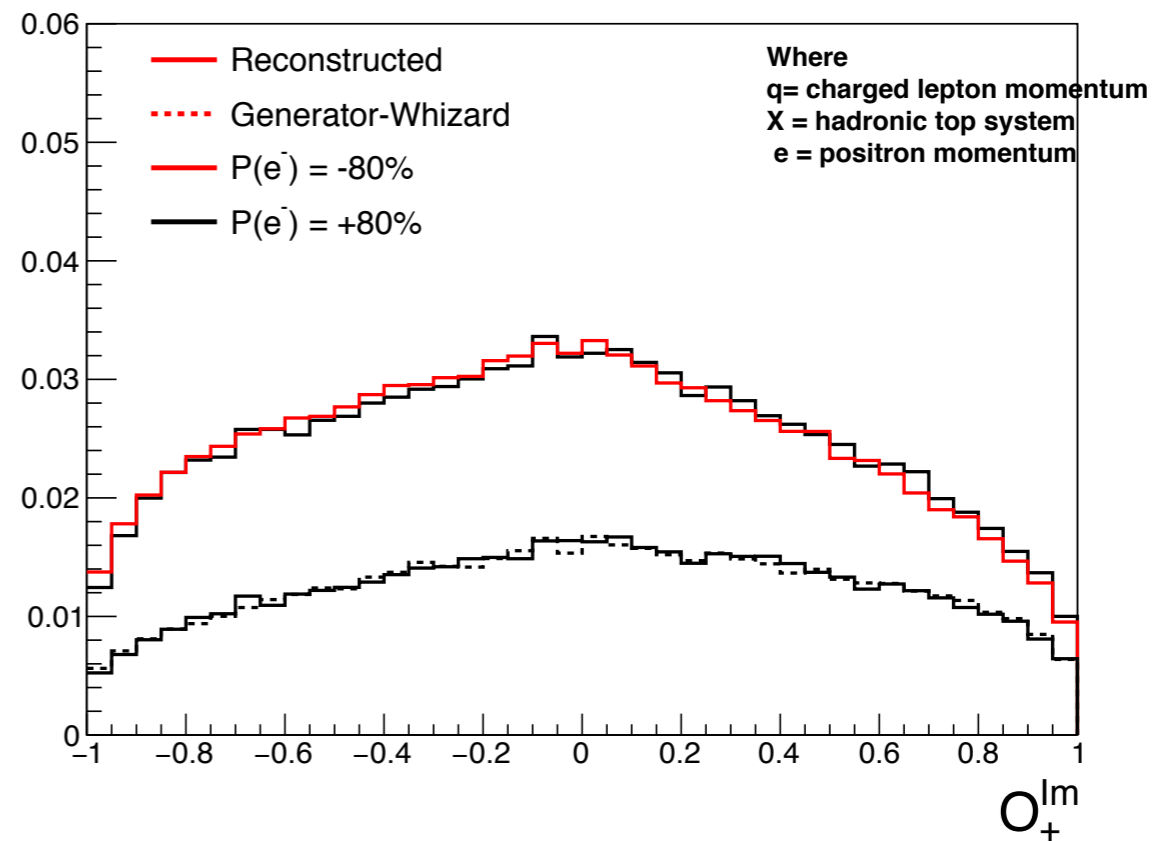 0.06
0.05
0.04
0.03
0.02
0.01
0
Reconstructed
Generator-Whizard
P(e⁻) = -80%
P(e⁻) = +80%
Where
q= charged lepton momentum
X = hadronic top system
e = positron momentum
−1 −0.8 −0.6 −0.4 −0.2 0 0.2 0.4 0.6 0.8 1
O₊ᴵᵐ